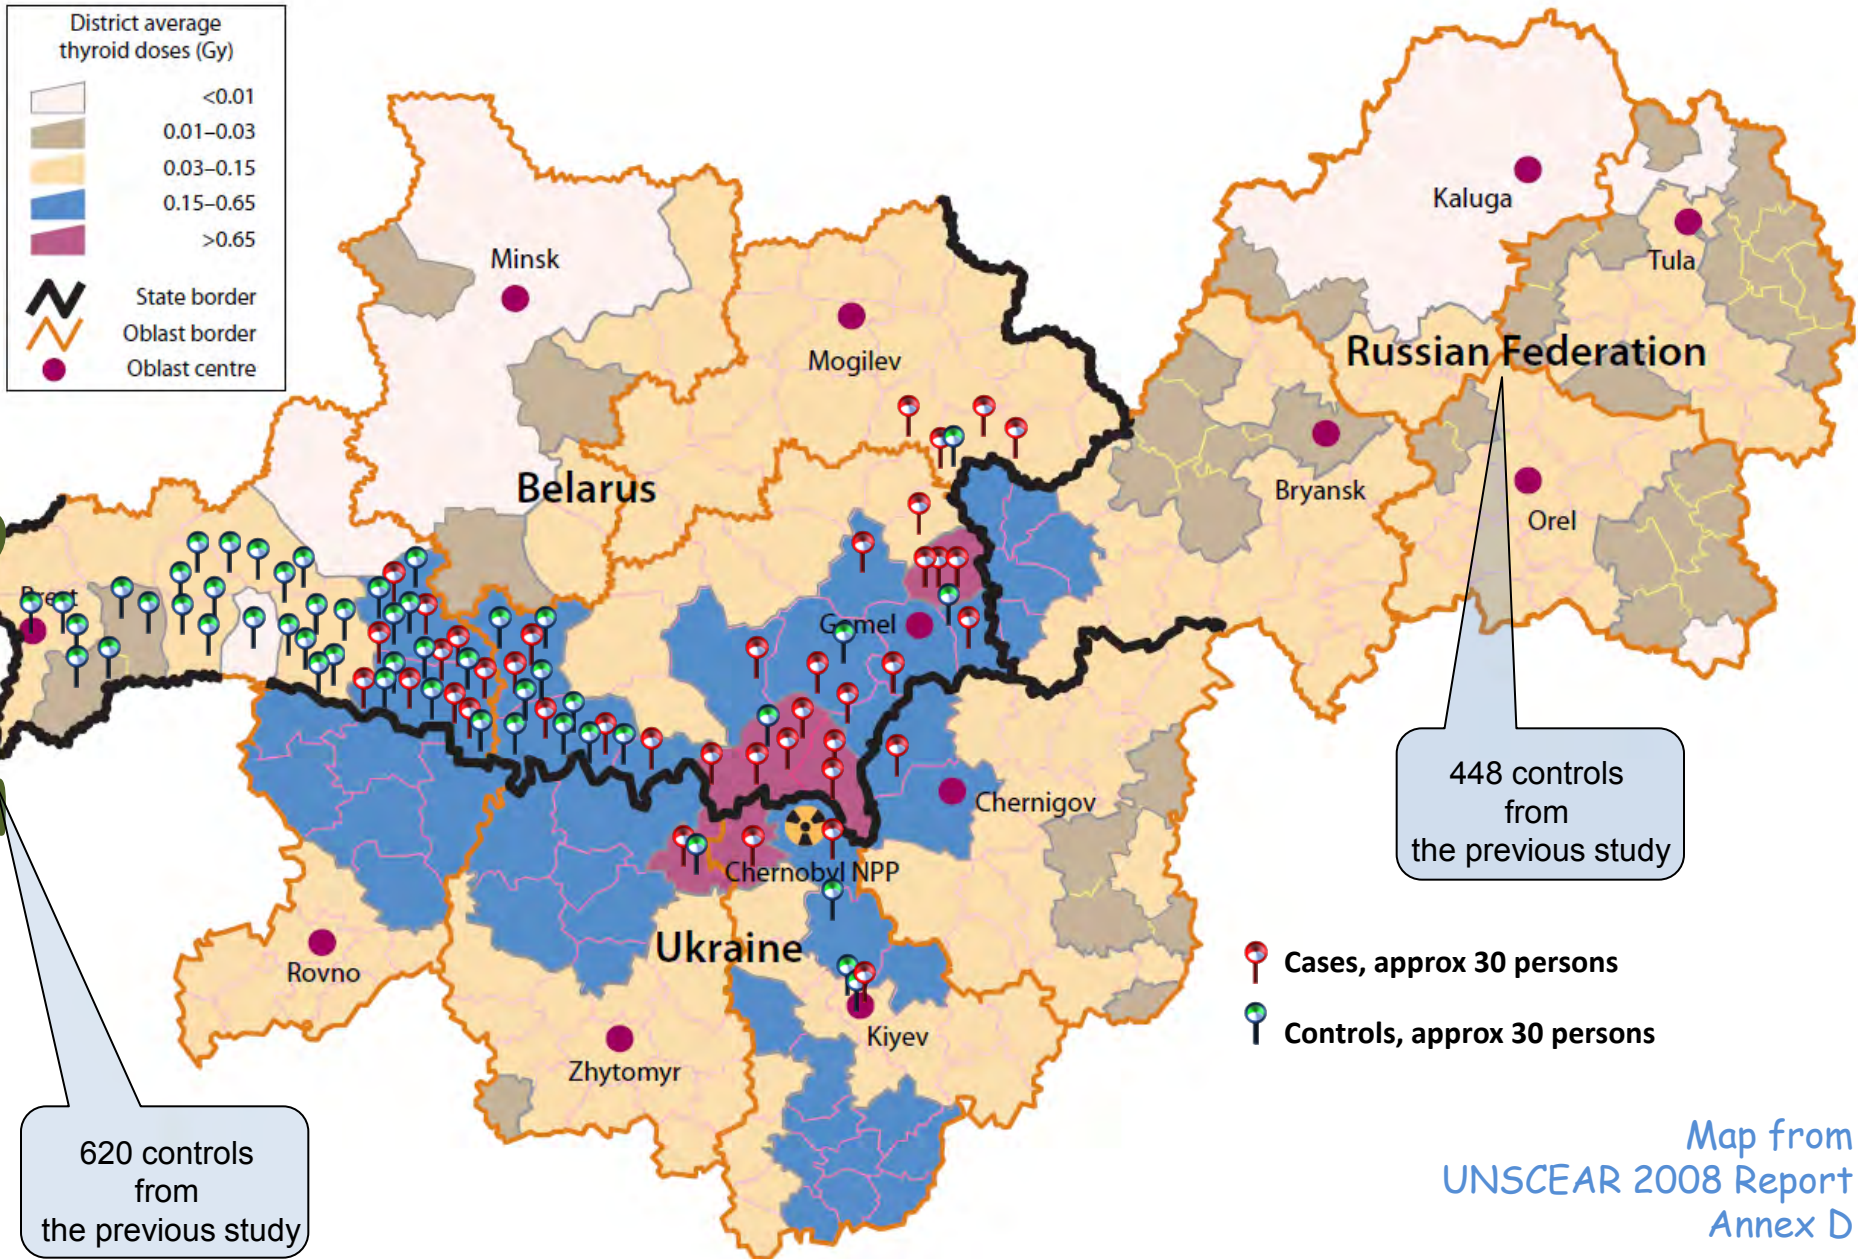 District average
thyroid doses (Gy)
<0.01
0.01–0.03
0.03–0.15
0.15–0.65
>0.65
State border
Oblast border
Oblast centre
Minsk
Mogilev
Belarus
Brest
Gomel
Kaluga
Tula
Russian Federation
Bryansk
Orel
Chernigov
Chernobyl NPP
Ukraine
Rovno
Zhytomyr
Kiyev
448 controls
from
the previous study
Cases, approx 30 persons
Controls, approx 30 persons
620 controls
from
the previous study
Map from
UNSCEAR 2008 Report
Annex D